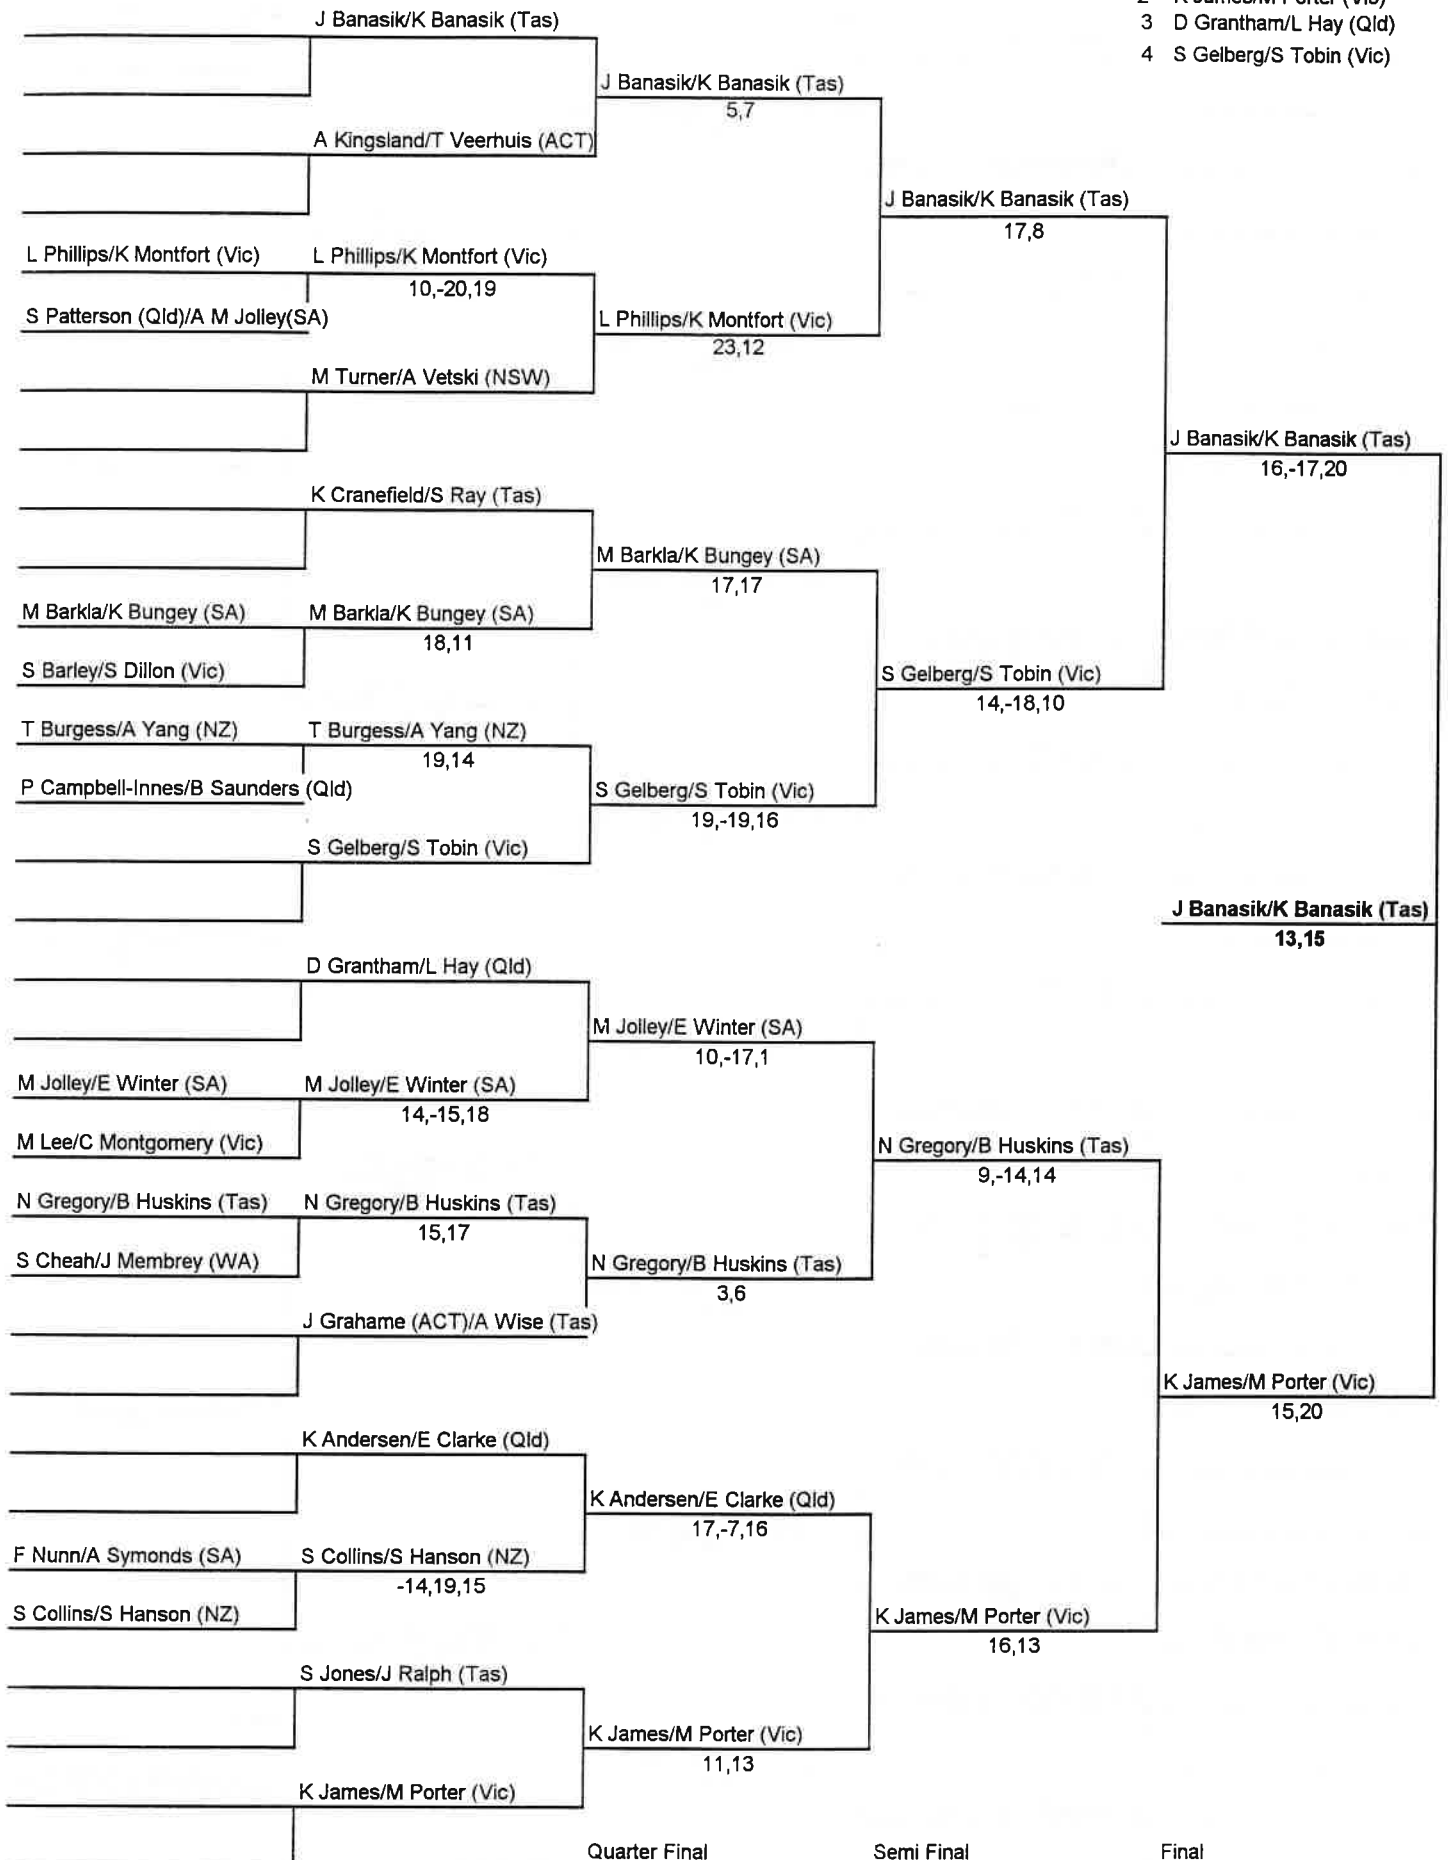 2 K James/M Porter (Vic)
3 D Grantham/L Hay (Qld)
4 S Gelberg/S Tobin (Vic)
J Banasik/K Banasik (Tas)
J Banasik/K Banasik (Tas)
5,7
A Kingsland/T Veerhuis (ACT)
J Banasik/K Banasik (Tas)
17,8
L Phillips/K Montfort (Vic) L Phillips/K Montfort (Vic)
10,-20,19
S Patterson (Qld)/A M Jolley(SA)
L Phillips/K Montfort (Vic)
23,12
M Turner/A Vetski (NSW)
J Banasik/K Banasik (Tas)
16,-17,20
K Cranefield/S Ray (Tas)
M Barkla/K Bungey (SA)
17,17
M Barkla/K Bungey (SA) M Barkla/K Bungey (SA)
18,11
S Barley/S Dillon (Vic)
S Gelberg/S Tobin (Vic)
14,-18,10
T Burgess/A Yang (NZ) T Burgess/A Yang (NZ)
19,14
P Campbell-Innes/B Saunders (Qld)
S Gelberg/S Tobin (Vic)
19,-19,16
S Gelberg/S Tobin (Vic)
J Banasik/K Banasik (Tas)
13,15
D Grantham/L Hay (Qld)
M Jolley/E Winter (SA)
10,-17,1
M Jolley/E Winter (SA) M Jolley/E Winter (SA)
14,-15,18
M Lee/C Montgomery (Vic)
N Gregory/B Huskins (Tas)
9,-14,14
N Gregory/B Huskins (Tas) N Gregory/B Huskins (Tas)
15,17
S Cheah/J Membrey (WA)
N Gregory/B Huskins (Tas)
3,6
J Grahame (ACT)/A Wise (Tas)
K James/M Porter (Vic)
15,20
K Andersen/E Clarke (Qld)
K Andersen/E Clarke (Qld)
17,-7,16
F Nunn/A Symonds (SA) S Collins/S Hanson (NZ)
-14,19,15
S Collins/S Hanson (NZ)
K James/M Porter (Vic)
16,13
S Jones/J Ralph (Tas)
K James/M Porter (Vic)
11,13
K James/M Porter (Vic)
Quarter Final Semi Final Final